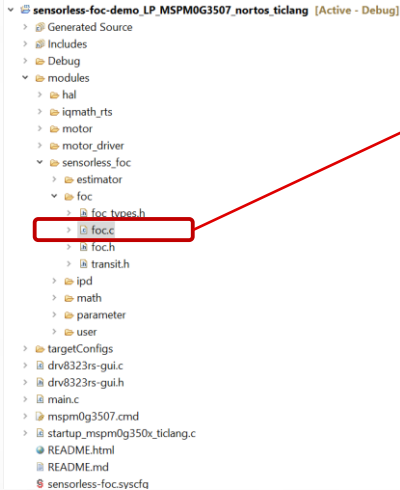 sensorless-foc-demo_LP_MSPM0G3507_nortos_ticlang [Active - Debug]
Generated Source
Includes
Debug
modules
hal
iqmath_rts
motor
motor_driver
sensorless_foc
estimator
foc
foc_types.h
foc.c
foc.h
transit.h
ipd
math
parameter
user
targetConfigs
drv8323rs-gui.c
drv8323rs-gui.h
main.c
mspm0g3507.cmd
startup_mspm0g350x_ticlang.c
README.html
README.md
sensorless-foc.syscfg